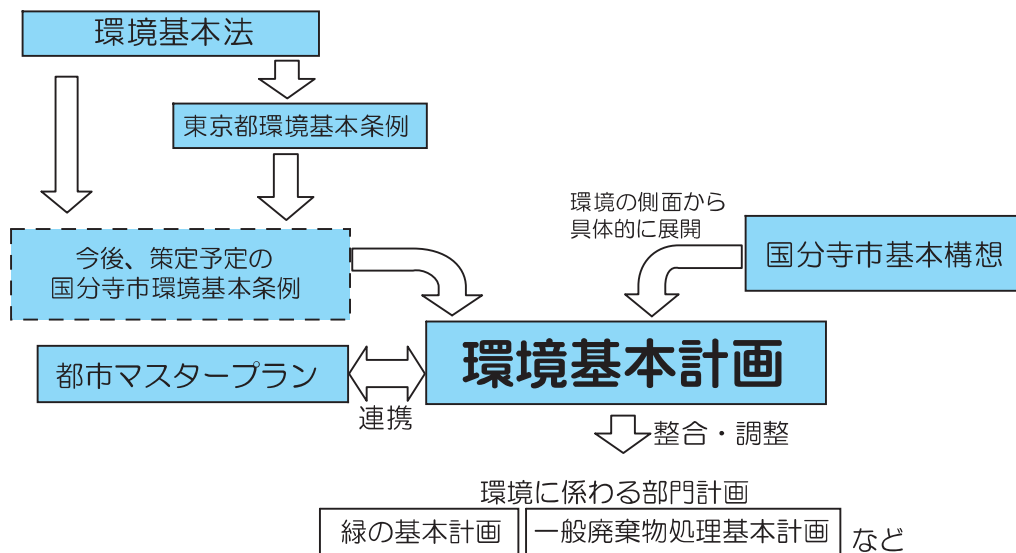 環境基本法
東京都環境基本条例
環境の側面から
具体的に展開
今後、策定予定の
国分寺市環境基本条例
国分寺市基本構想
環境基本計画
都市マスタープラン
連携
整合・調整
環境に係わる部門計画
緑の基本計画
一般廃棄物処理基本計画
など